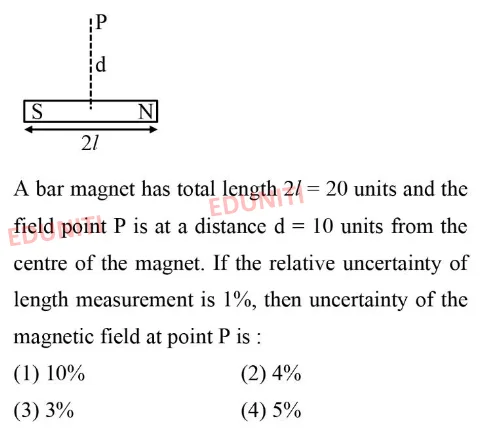 P
d
S N
2l
A bar magnet has total length 2l = 20 units and the
field point P is at a distance d = 10 units from the
centre of the magnet. If the relative uncertainty of
length measurement is 1%, then uncertainty of the
magnetic field at point P is :
(1) 10% (2) 4%
(3) 3% (4) 5%
EDUNITI
EDUNITI